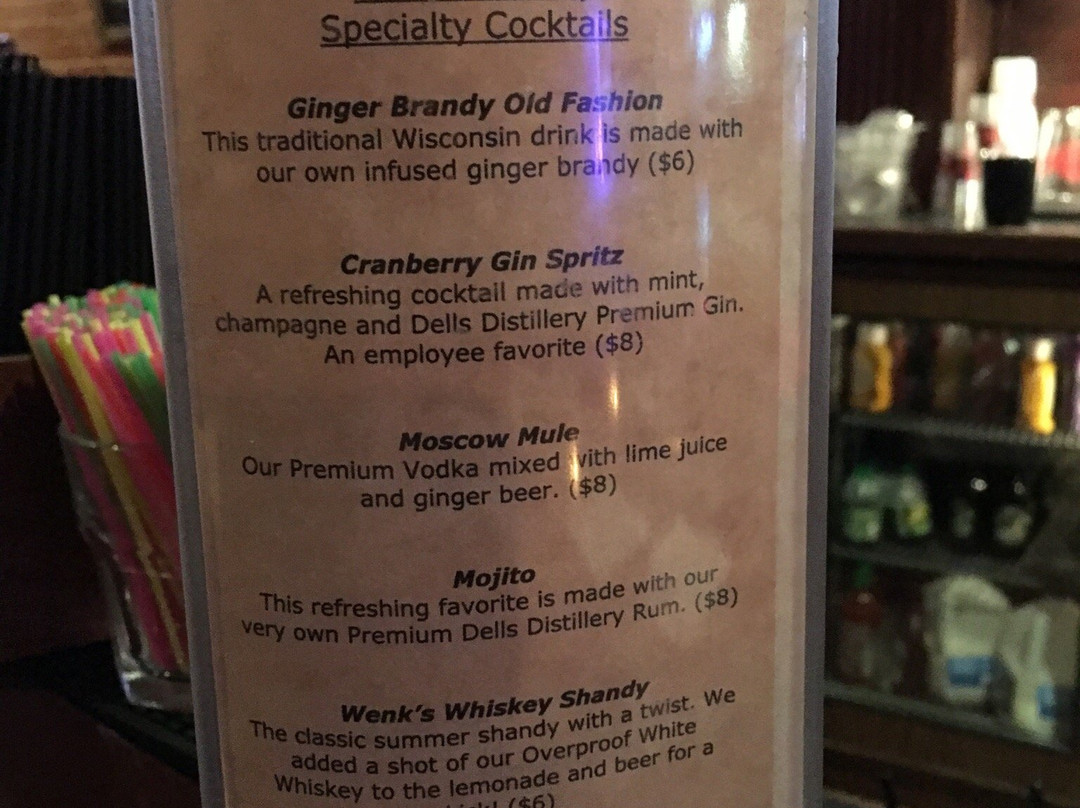 Specialty Cocktails
Ginger Brandy Old Fashion
This traditional Wisconsin drink is made with
our own infused ginger brandy ($6)
Cranberry Gin Spritz
A refreshing cocktail made with mint,
champagne and Dells Distillery Premium Gin.
An employee favorite ($8)
Moscow Mule
Our Premium Vodka mixed with lime juice
and ginger beer. ($8)
Mojito
This refreshing favorite is made with our
very own Premium Dells Distillery Rum. ($8)
Wenk's Whiskey Shandy
The classic summer shandy with a twist. We
added a shot of our Overproof White
Whiskey to the lemonade and beer for a
($6)